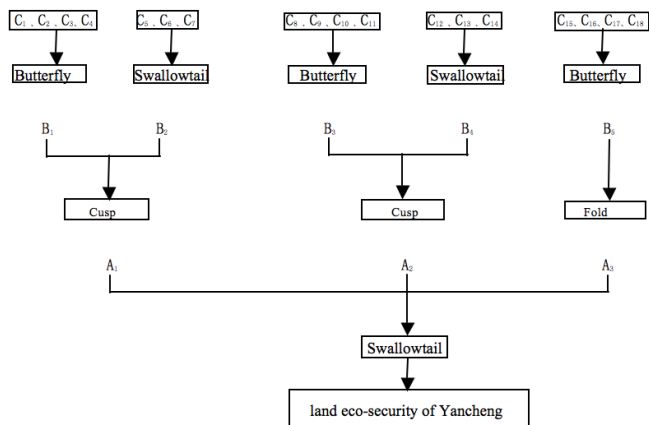 C₁、C₂、C₃、C₄ C₅、C₆、C₇ C₈、C₉、C₁₀、C₁₁ C₁₂、C₁₃、C₁₄ C₁₅、C₁₆、C₁₇、C₁₈
Butterfly Swallowtail Butterfly Swallowtail Butterfly
B₁ B₂ B₃ B₄ B₅
Cusp Cusp Fold
A₁ A₂ A₃
Swallowtail
land eco-security of Yancheng